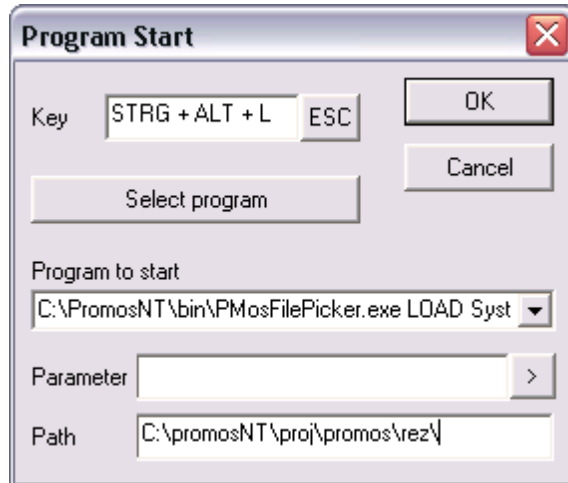 Program Start
Key STRG + ALT + L ESC OK
Cancel
Select program
Program to start
C:\PromosNT\bin\PMosFilePicker.exe LOAD Syst
Parameter >
Path C:\promosNT\proj\promos\rez\